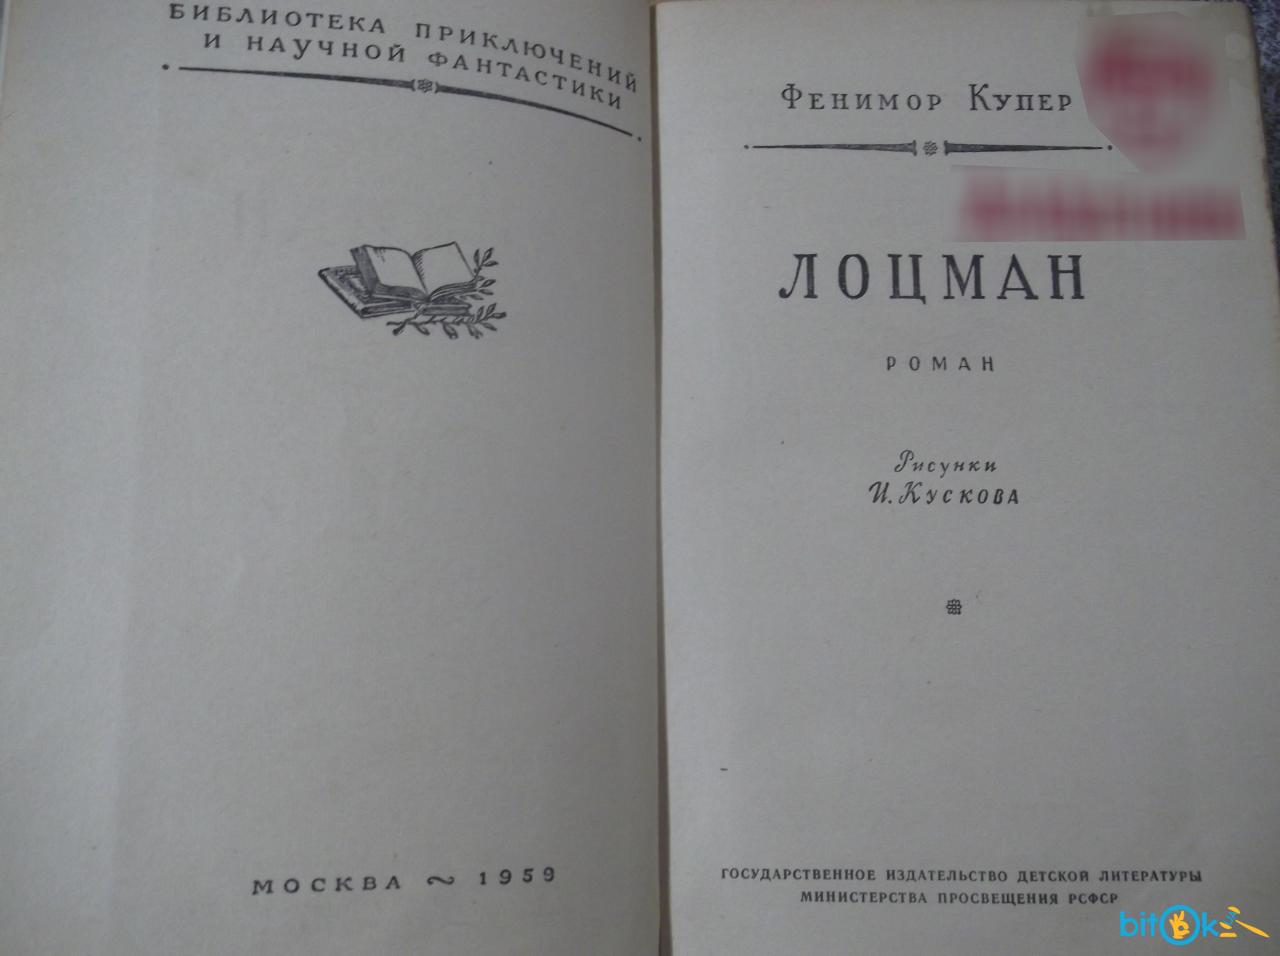 БИБЛИОТЕКА ПРИКЛЮЧЕНИЙ
И НАУЧНОЙ ФАНТАСТИКИ
МОСКВА ~ 1959
ФЕНИМОР КУПЕР
ЛОЦМАН
РОМАН
Рисунки
И. КУСКОВА
ГОСУДАРСТВЕННОЕ ИЗДАТЕЛЬСТВО ДЕТСКОЙ ЛИТЕРАТУРЫ
МИНИСТЕРСТВА ПРОСВЕЩЕНИЯ РСФСР